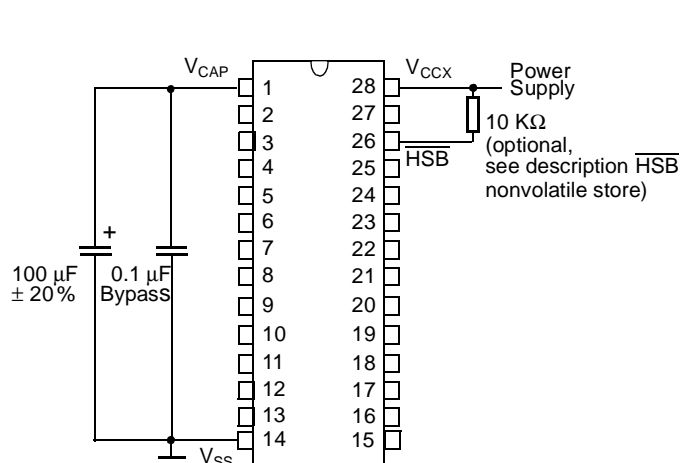 VCAP
VCCX
Power
Supply
1
28
2
27
3
26
HSB
10 KΩ
(optional,
see description HSB
nonvolatile store)
4
25
5
24
6
23
7
22
8
21
9
20
10
19
11
18
12
17
13
16
14
15
+
100 µF
± 20%
0.1 µF
Bypass
VSS